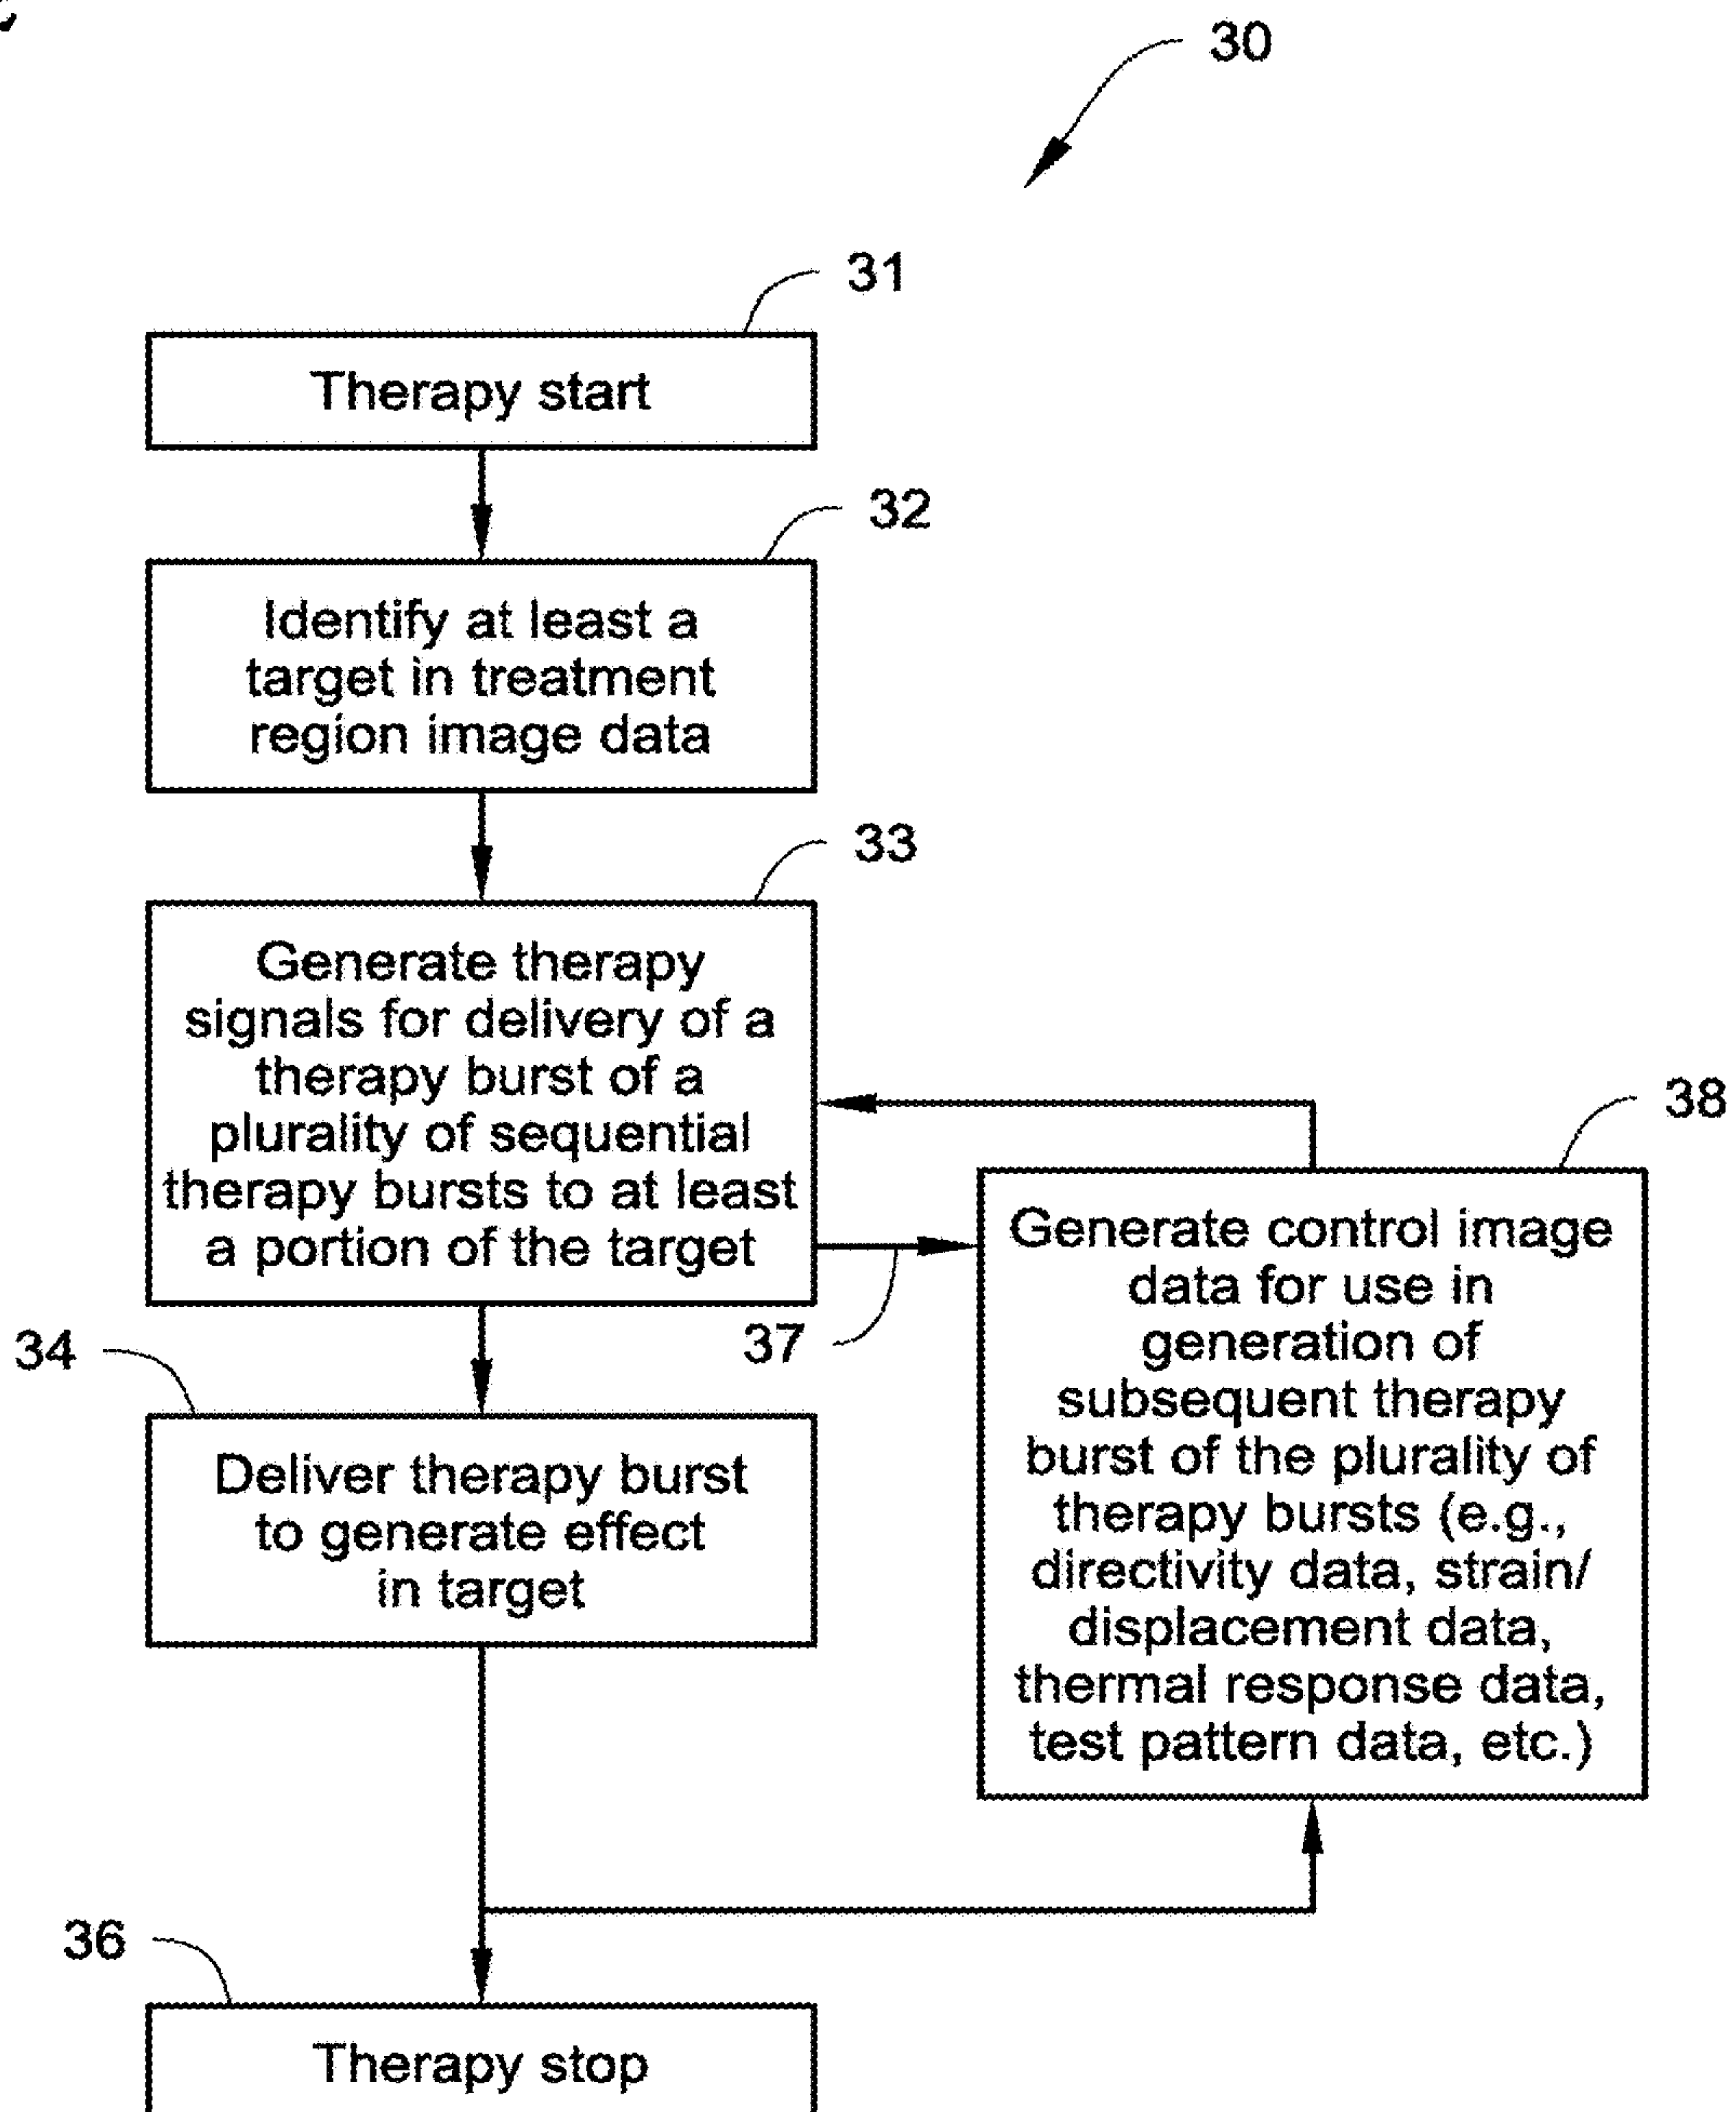 30
31
Therapy start
32
Identify at least a
target in treatment
region image data
33
Generate therapy
signals for delivery of a
therapy burst of a
plurality of sequential
therapy bursts to at least
a portion of the target
37
38
Generate control image
data for use in
generation of
subsequent therapy
burst of the plurality of
therapy bursts (e.g.,
directivity data, strain/
displacement data,
thermal response data,
test pattern data, etc.)
34
Deliver therapy burst
to generate effect
in target
36
Therapy stop